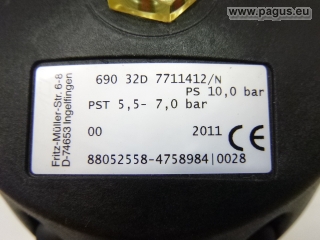 www.pagus.eu
Fritz-Müller-Str. 6-8
D-74653 Ingelfingen
690 32D 7711412/N
PS 10,0 bar
PST 5,5- 7,0 bar
00 2011 CE
88052558-4758984|0028